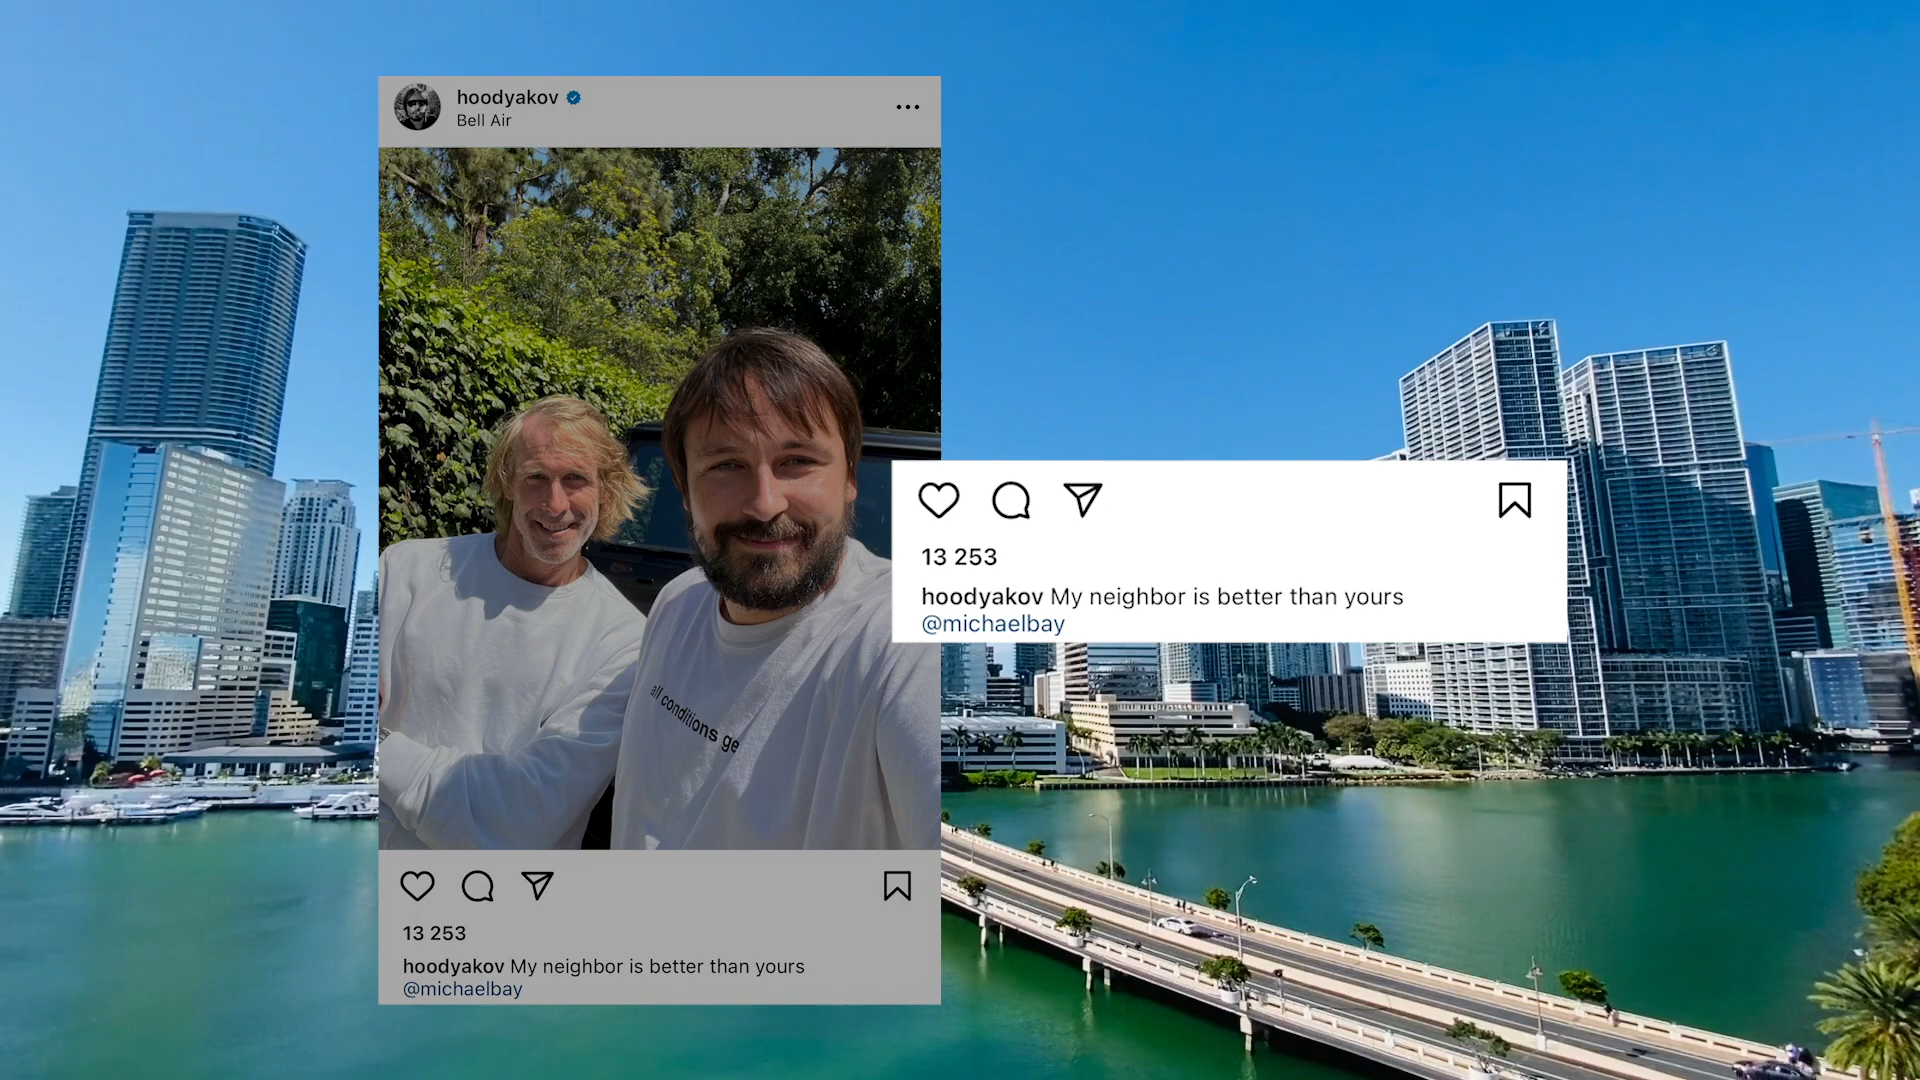 hoodyakov
Bell Air
all conditions ge
13 253
hoodyakov My neighbor is better than yours
@michaelbay
13 253
hoodyakov My neighbor is better than yours
@michaelbay